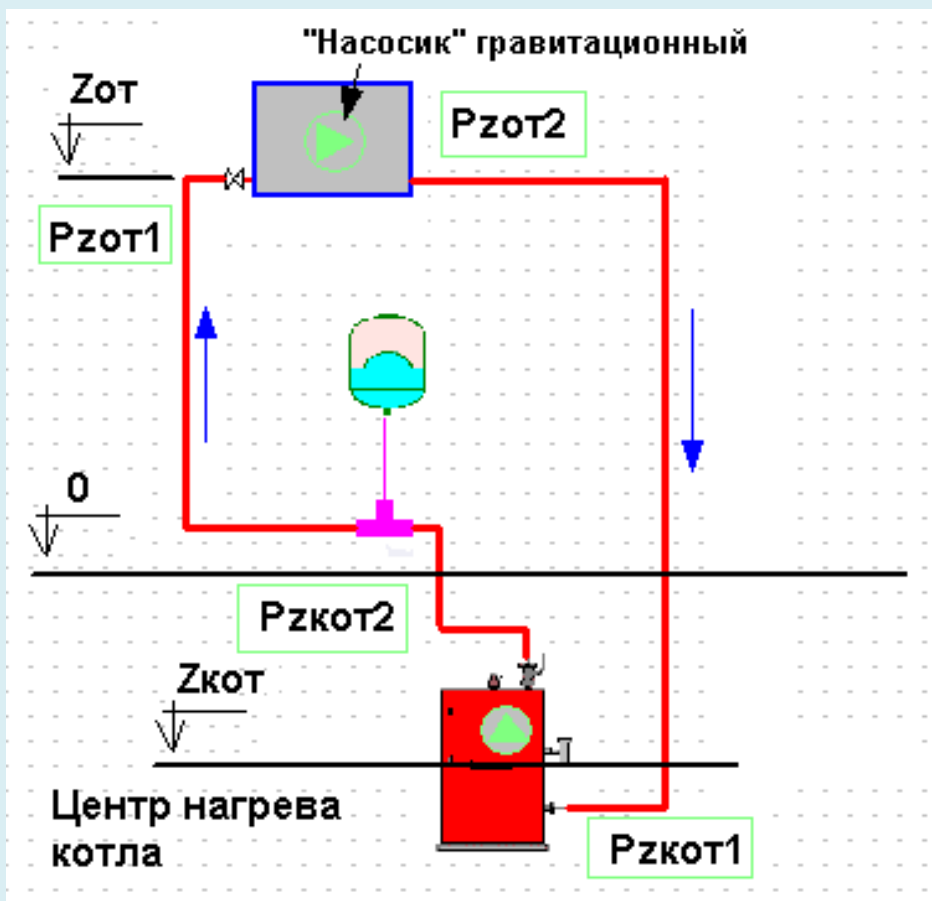 "Насосик" гравитационный
Zот
Pzот2
Pzот1
0
Pzкот2
Zкот
Центр нагрева
котла
Pzкот1